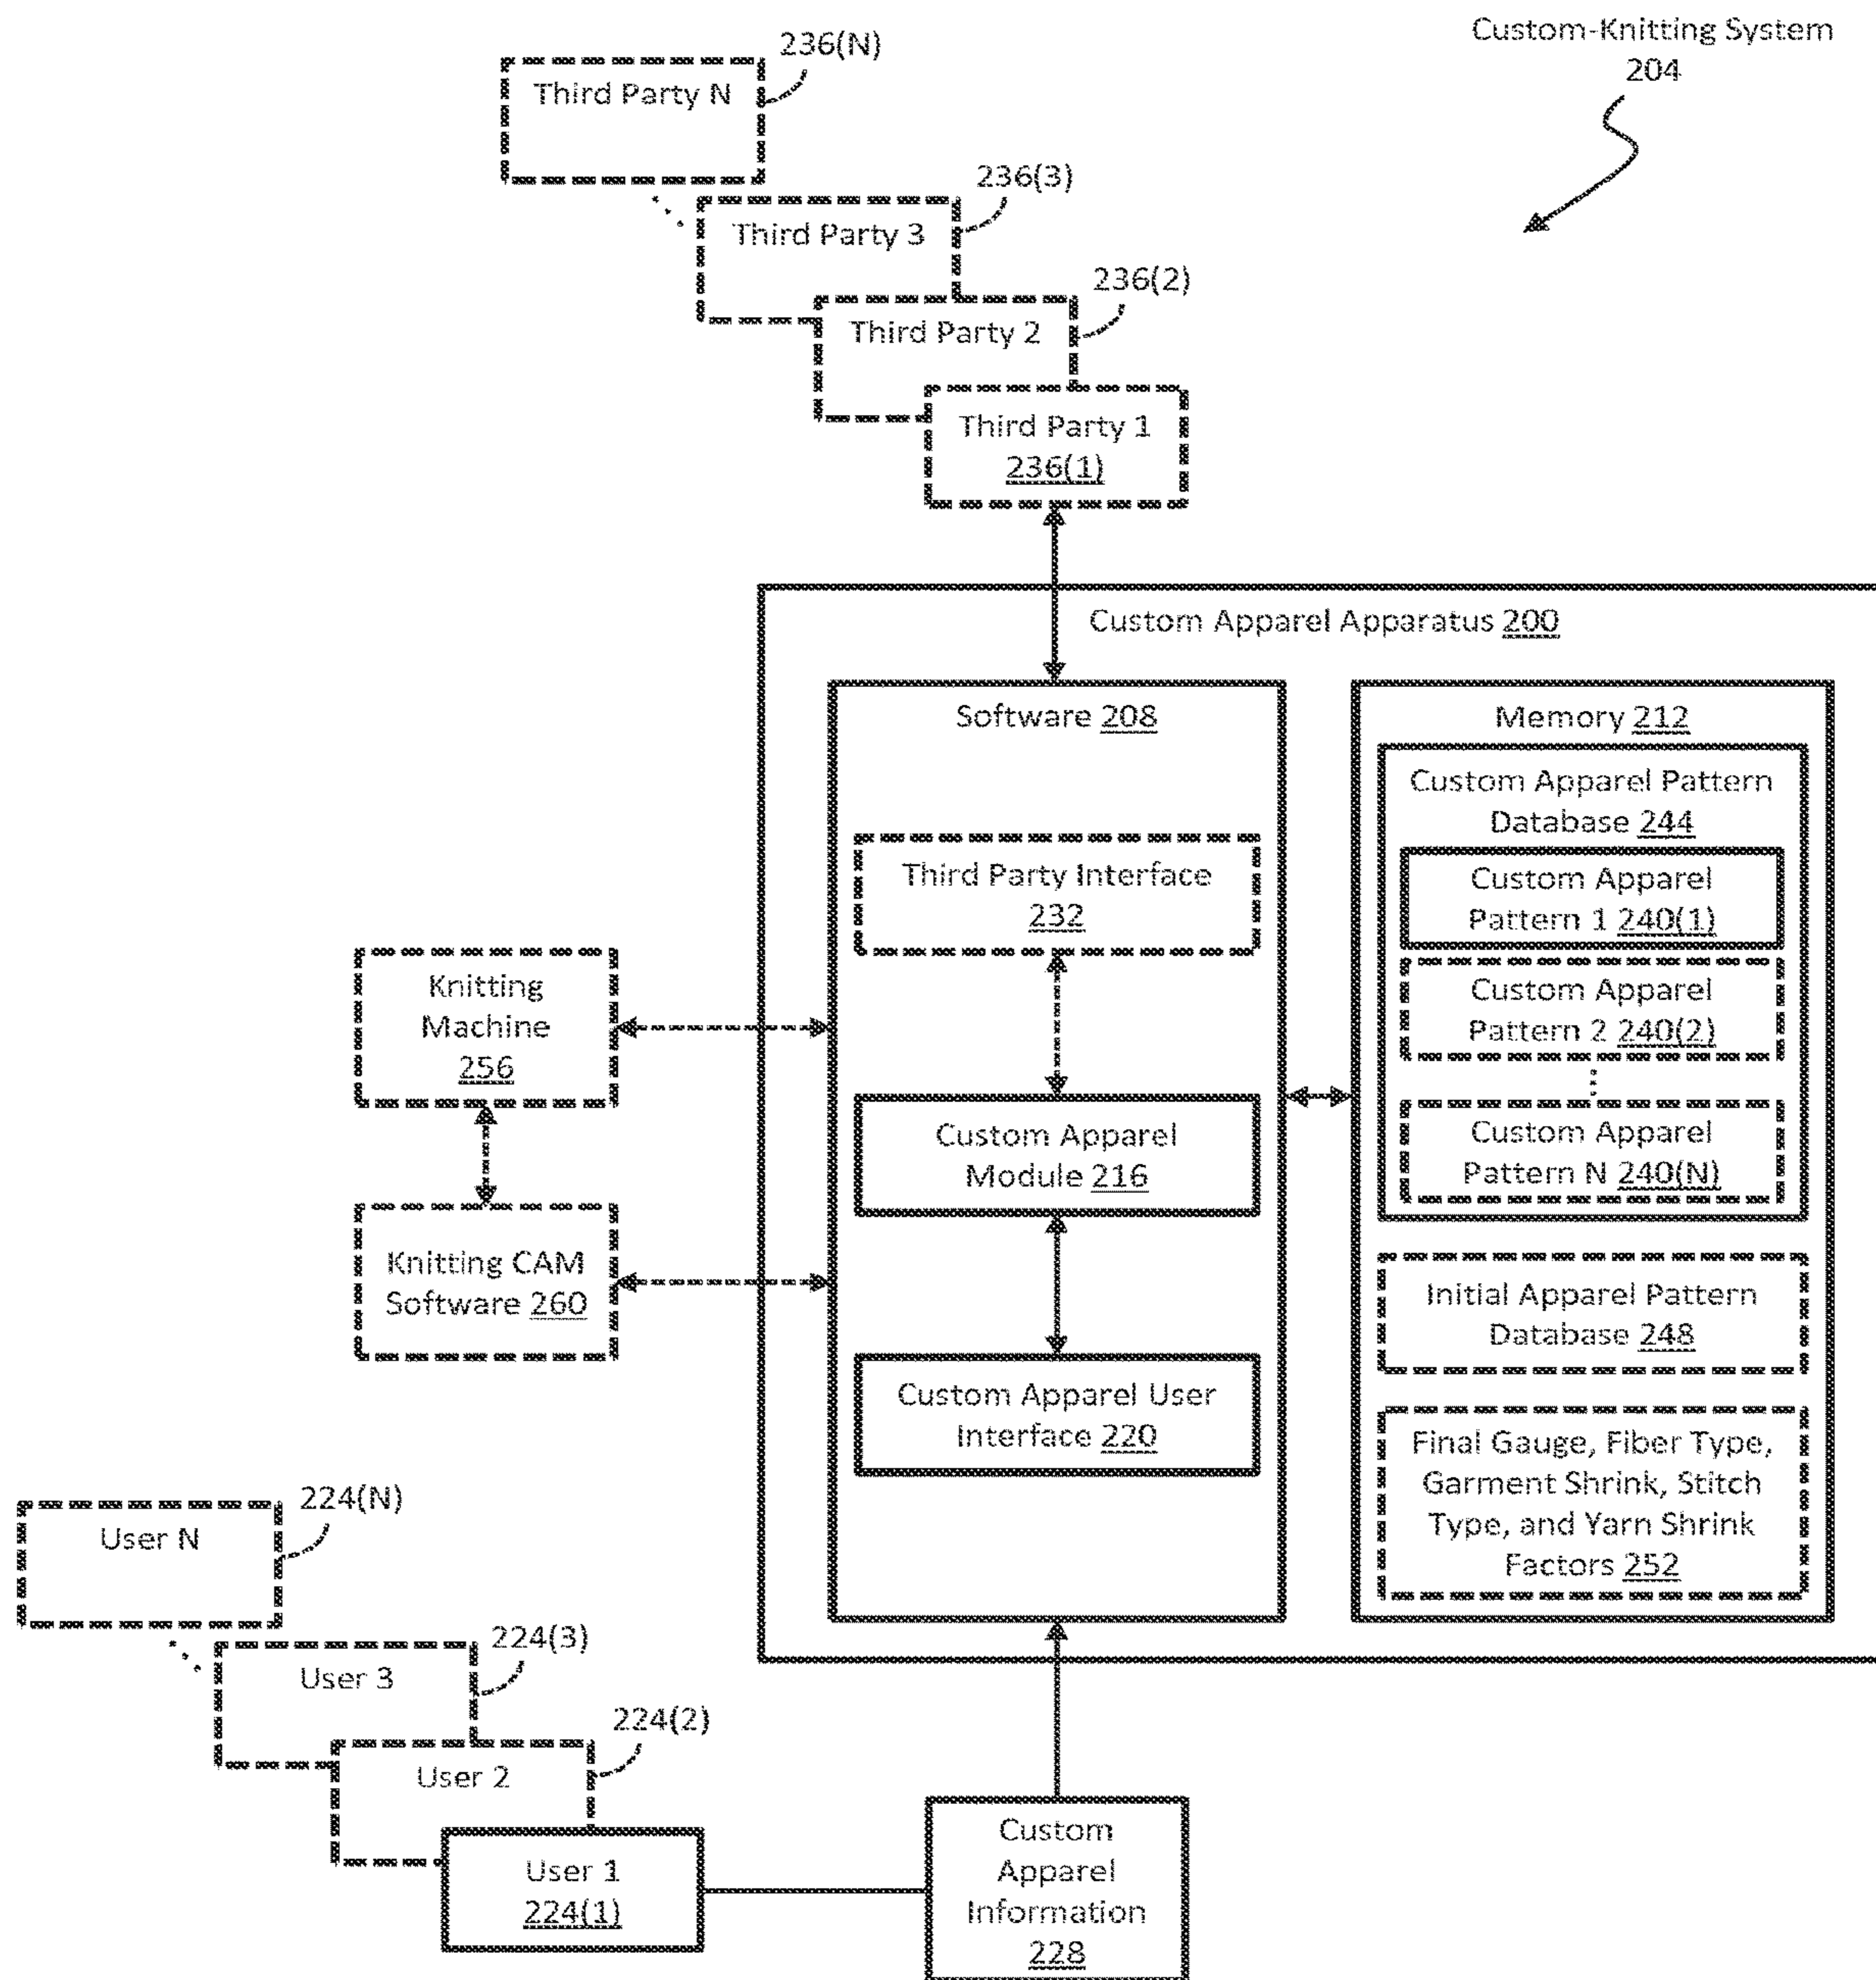 Custom-Knitting System
204
236(N)
Third Party N
236(3)
Third Party 3
236(2)
Third Party 2
Third Party 1
236(1)
Custom Apparel Apparatus 200
Software 208
Third Party Interface
232
Custom Apparel
Module 216
Custom Apparel User
Interface 220
Memory 212
Custom Apparel Pattern
Database 244
Custom Apparel
Pattern 1 240(1)
Custom Apparel
Pattern 2 240(2)
Custom Apparel
Pattern N 240(N)
Initial Apparel Pattern
Database 248
Final Gauge, Fiber Type,
Garment Shrink, Stitch
Type, and Yarn Shrink
Factors 252
Knitting
Machine
256
Knitting CAM
Software 260
224(N)
User N
224(3)
User 3
224(2)
User 2
User 1
224(1)
Custom
Apparel
Information
228